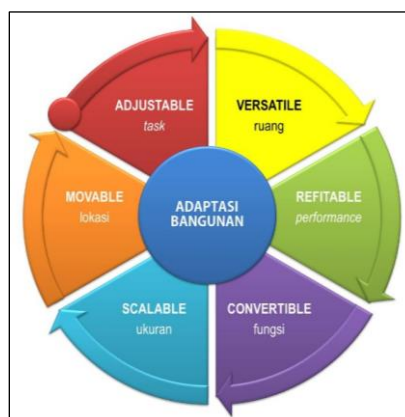 ADJUSTABLE
task
VERSATILE
ruang
MOVABLE
lokasi
ADAPTASI
BANGUNAN
REFITABLE
performance
SCALABLE
ukuran
CONVERTIBLE
fungsi